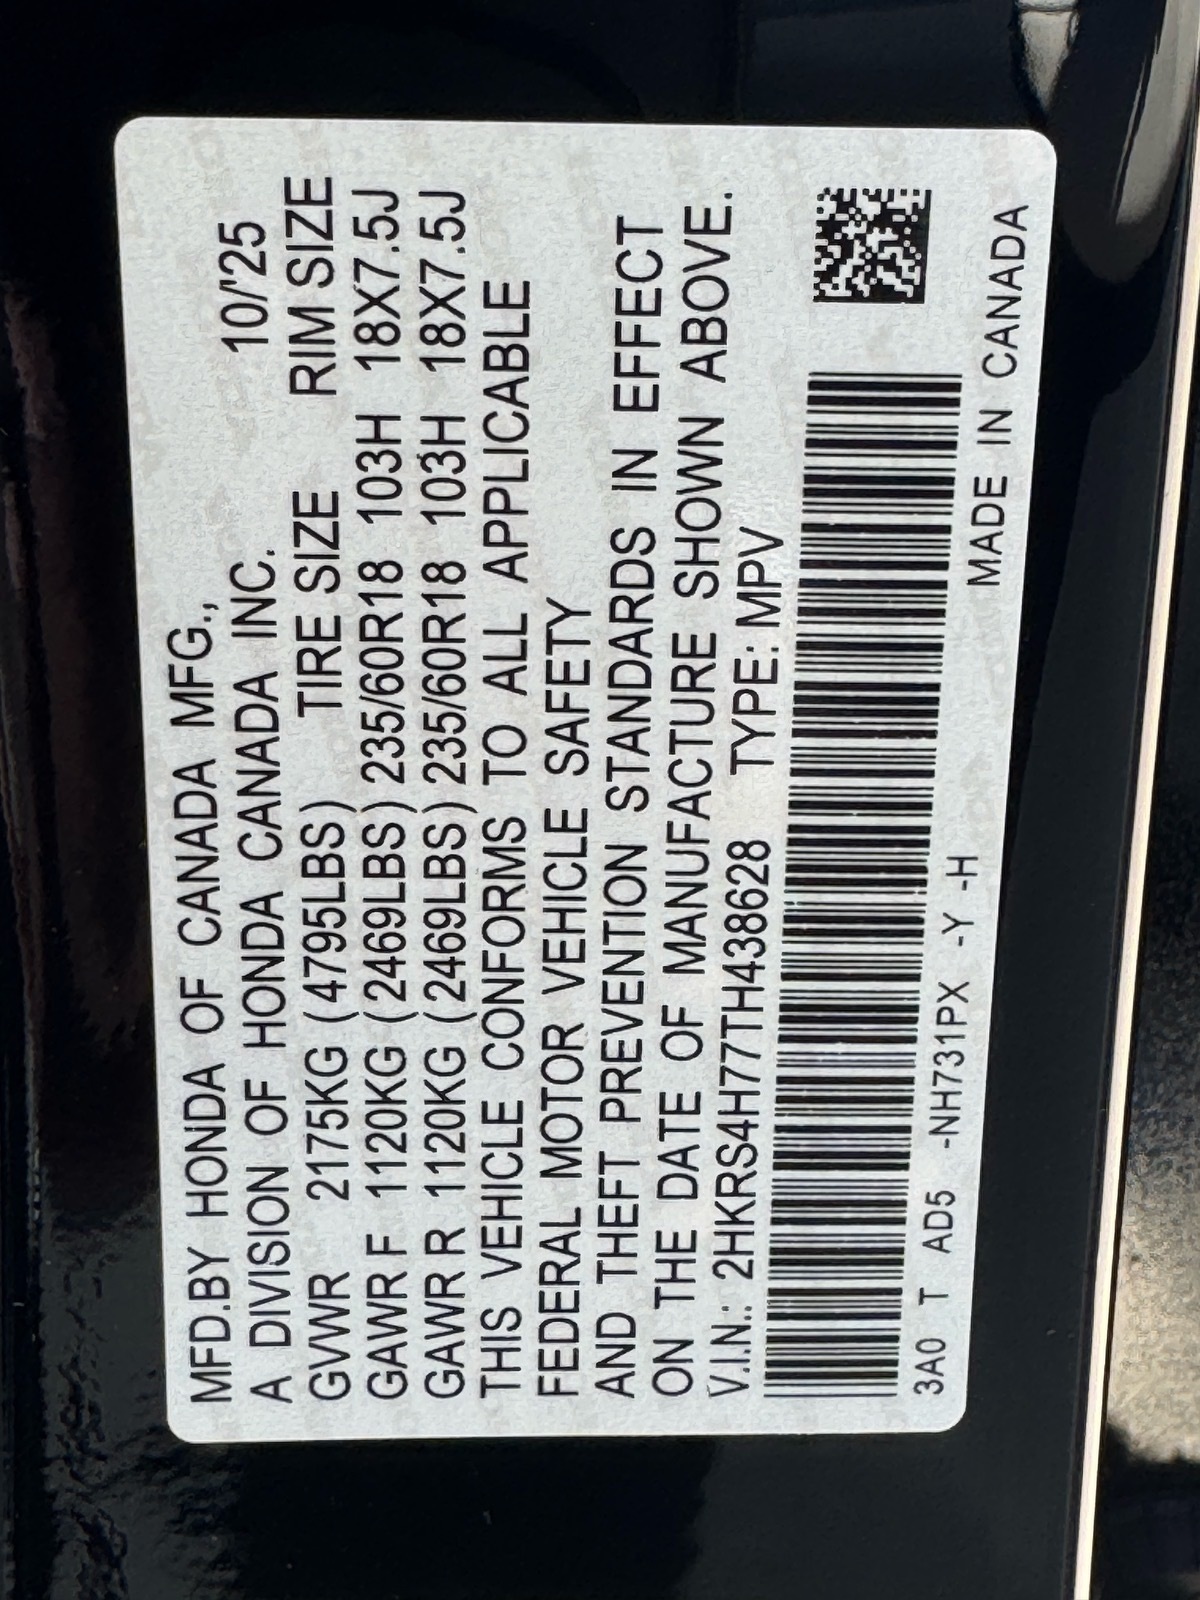 MFD.BY HONDA OF CANADA MFG.,
A DIVISION OF HONDA CANADA INC. 10/'25
GVWR 2175KG (4795LBS) TIRE SIZE RIM SIZE
GAWR F 1120KG (2469LBS) 235/60R18 103H 18X7.5J
GAWR R 1120KG (2469LBS) 235/60R18 103H 18X7.5J
THIS VEHICLE CONFORMS TO ALL APPLICABLE
FEDERAL MOTOR VEHICLE SAFETY
AND THEFT PREVENTION STANDARDS IN EFFECT
ON THE DATE OF MANUFACTURE SHOWN ABOVE.
V.I.N.: 2HKRS4H77TH438628 TYPE: MPV
3A0 T AD5 -NH731PX -Y -H MADE IN CANADA